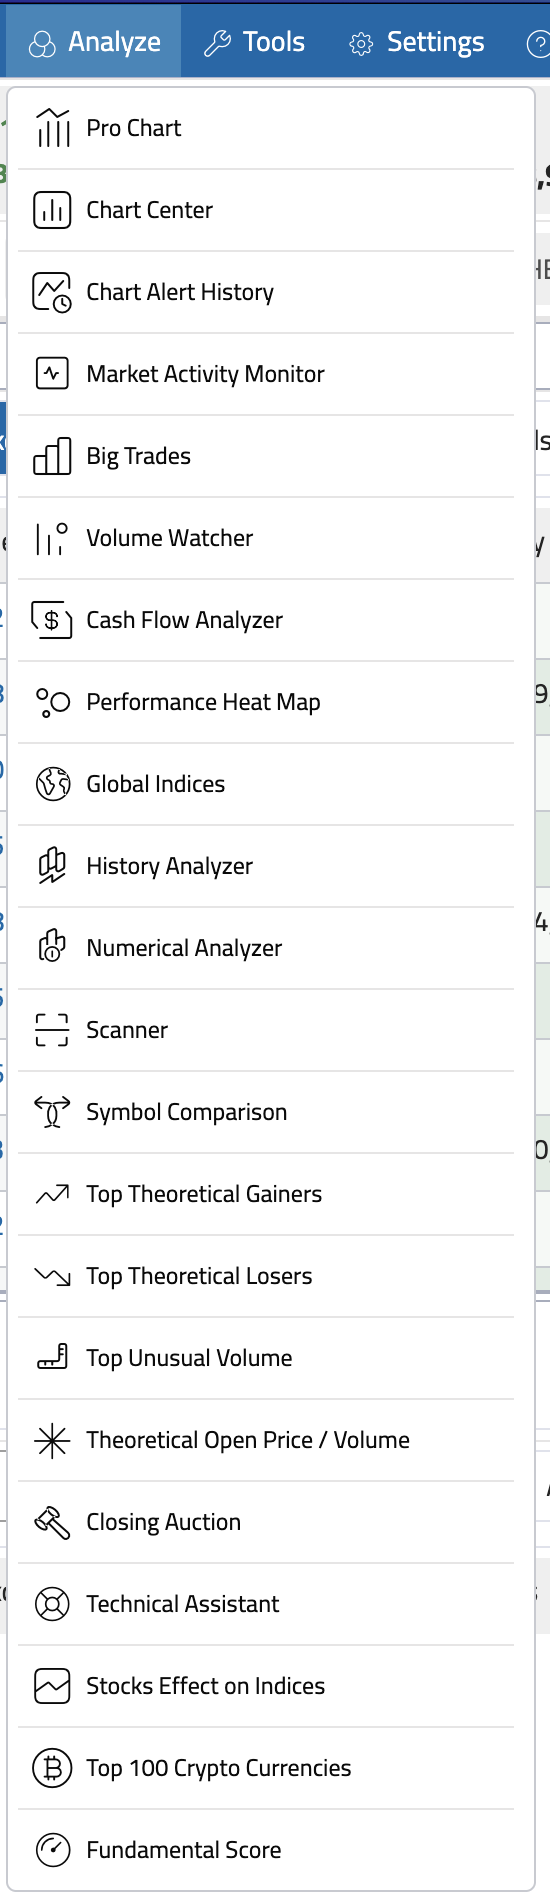 Analyze Tools Settings
Pro Chart
Chart Center
Chart Alert History
Market Activity Monitor
Big Trades
Volume Watcher
Cash Flow Analyzer
Performance Heat Map
Global Indices
History Analyzer
Numerical Analyzer
Scanner
Symbol Comparison
Top Theoretical Gainers
Top Theoretical Losers
Top Unusual Volume
Theoretical Open Price / Volume
Closing Auction
Technical Assistant
Stocks Effect on Indices
Top 100 Crypto Currencies
Fundamental Score